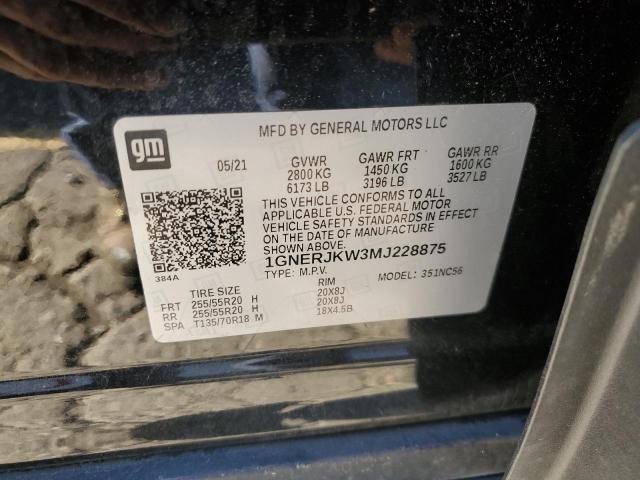 MFD BY GENERAL MOTORS LLC
gm
05/21 GVWR GAWR FRT GAWR RR
2800 KG 1450 KG 1600 KG
6173 LB 3196 LB 3527 LB
THIS VEHICLE CONFORMS TO ALL
APPLICABLE U.S. FEDERAL MOTOR
VEHICLE SAFETY STANDARDS IN EFFECT
ON THE DATE OF MANUFACTURE
SHOWN ABOVE.
384A
1GNERJKW3MJ228875
TYPE: M.P.V. MODEL: 351NC56
TIRE SIZE RIM
FRT 255/55R20 H 20X8J
RR 255/55R20 H 20X8J
SPA T135/70R18 M 18X4.5B